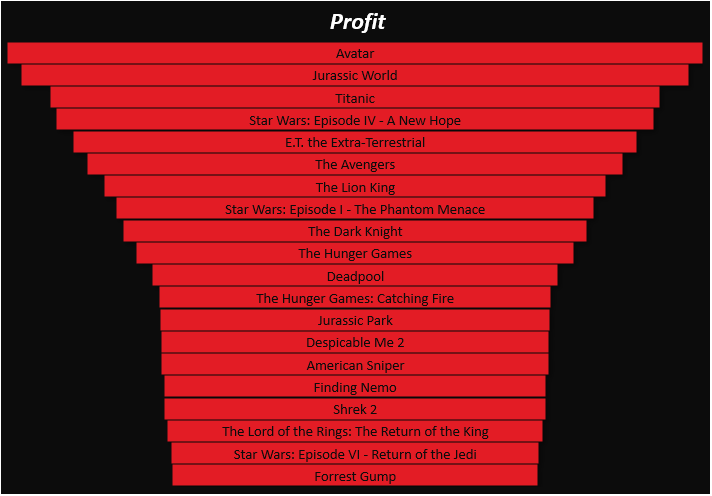 Profit
Avatar
Jurassic World
Titanic
Star Wars: Episode IV - A New Hope
E.T. the Extra-Terrestrial
The Avengers
The Lion King
Star Wars: Episode I - The Phantom Menace
The Dark Knight
The Hunger Games
Deadpool
The Hunger Games: Catching Fire
Jurassic Park
Despicable Me 2
American Sniper
Finding Nemo
Shrek 2
The Lord of the Rings: The Return of the King
Star Wars: Episode VI - Return of the Jedi
Forrest Gump